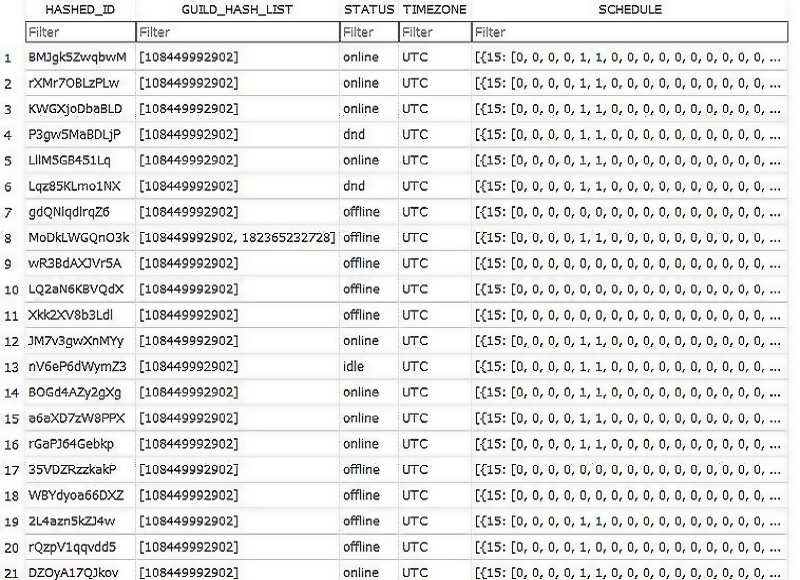 HASHED_ID GUILD_HASH_LIST STATUS TIMEZONE SCHEDULE
Filter Filter Filter Filter Filter
1 BMJgk5ZwqbwM [108449992902] online UTC [{15: [0, 0, 0, 0, 1, 1, 0, 0, 0, 0, 0, 0, 0, 0, 0, 0, ...
2 rXMr7OBLzPLw [108449992902] online UTC [{15: [0, 0, 0, 0, 1, 1, 0, 0, 0, 0, 0, 0, 0, 0, 0, 0, ...
3 KWGXjoDbaBLD [108449992902] online UTC [{15: [0, 0, 0, 0, 1, 1, 0, 0, 0, 0, 0, 0, 0, 0, 0, 0, ...
4 P3gw5MaBDLjP [108449992902] dnd UTC [{15: [0, 0, 0, 0, 1, 1, 0, 0, 0, 0, 0, 0, 0, 0, 0, 0, ...
5 LllM5GB451Lq [108449992902] online UTC [{15: [0, 0, 0, 0, 1, 1, 0, 0, 0, 0, 0, 0, 0, 0, 0, 0, ...
6 Lqz85KLmo1NX [108449992902] dnd UTC [{15: [0, 0, 0, 0, 1, 1, 0, 0, 0, 0, 0, 0, 0, 0, 0, 0, ...
7 gdQNlqdlrqZ6 [108449992902] offline UTC [{15: [0, 0, 0, 0, 0, 0, 0, 0, 0, 0, 0, 0, 0, 0, 0, 0, ...
8 MoDkLWGQnO3k [108449992902, 182365232728] offline UTC [{15: [0, 0, 0, 0, 1, 1, 0, 0, 0, 0, 0, 0, 0, 0, 0, 0, ...
9 wR3BdAXJVr5A [108449992902] offline UTC [{15: [0, 0, 0, 0, 0, 0, 0, 0, 0, 0, 0, 0, 0, 0, 0, 0, ...
10 LQ2aN6KBVQdX [108449992902] offline UTC [{15: [0, 0, 0, 0, 0, 0, 0, 0, 0, 0, 0, 0, 0, 0, 0, 0, ...
11 Xkk2XV8b3Ldl [108449992902] offline UTC [{15: [0, 0, 0, 0, 0, 0, 0, 0, 0, 0, 0, 0, 0, 0, 0, 0, ...
12 JM7v3gwXnMYy [108449992902] online UTC [{15: [0, 0, 0, 0, 1, 1, 0, 0, 0, 0, 0, 0, 0, 0, 0, 0, ...
13 nV6eP6dWymZ3 [108449992902] idle UTC [{15: [0, 0, 0, 0, 1, 1, 0, 0, 0, 0, 0, 0, 0, 0, 0, 0, ...
14 BOGd4AZy2gXg [108449992902] online UTC [{15: [0, 0, 0, 0, 1, 1, 0, 0, 0, 0, 0, 0, 0, 0, 0, 0, ...
15 a6aXD7zW8PPX [108449992902] online UTC [{15: [0, 0, 0, 0, 1, 1, 0, 0, 0, 0, 0, 0, 0, 0, 0, 0, ...
16 rGaPJ64Gebkp [108449992902] online UTC [{15: [0, 0, 0, 0, 1, 1, 0, 0, 0, 0, 0, 0, 0, 0, 0, 0, ...
17 35VDZRzzkakP [108449992902] offline UTC [{15: [0, 0, 0, 0, 0, 0, 0, 0, 0, 0, 0, 0, 0, 0, 0, 0, ...
18 WBYdyoa66DXZ [108449992902] offline UTC [{15: [0, 0, 0, 0, 0, 0, 0, 0, 0, 0, 0, 0, 0, 0, 0, 0, ...
19 2L4azn5kZJ4w [108449992902] offline UTC [{15: [0, 0, 0, 0, 1, 1, 0, 0, 0, 0, 0, 0, 0, 0, 0, 0, ...
20 rQzpV1qqvdd5 [108449992902] offline UTC [{15: [0, 0, 0, 0, 1, 0, 0, 0, 0, 0, 0, 0, 0, 0, 0, 0, ...
21 DZOyA17QJkov [108449992902] online UTC [{15: [0, 0, 0, 0, 1, 1, 0, 0, 0, 0, 0, 0, 0, 0, 0, 0, ...